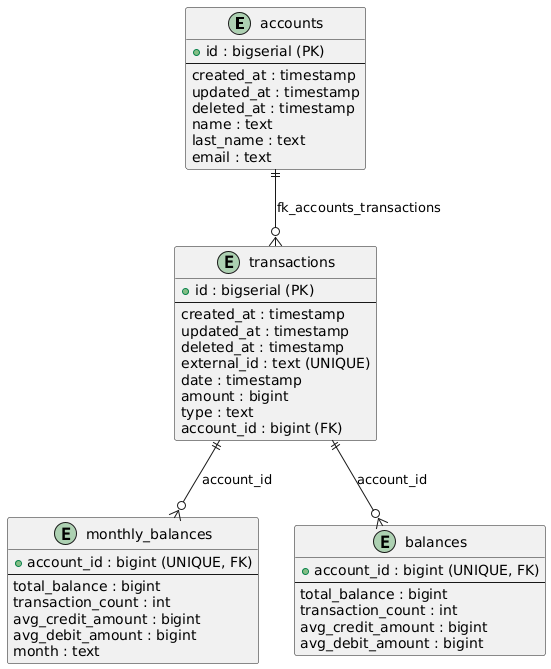 E accounts
id : bigserial (PK)
created_at : timestamp
updated_at : timestamp
deleted_at : timestamp
name : text
last_name : text
email : text
fk_accounts_transactions
E transactions
id : bigserial (PK)
created_at : timestamp
updated_at : timestamp
deleted_at : timestamp
external_id : text (UNIQUE)
date : timestamp
amount : bigint
type : text
account_id : bigint (FK)
account_id
account_id
E monthly_balances
account_id : bigint (UNIQUE, FK)
total_balance : bigint
transaction_count : int
avg_credit_amount : bigint
avg_debit_amount : bigint
month : text
E balances
account_id : bigint (UNIQUE, FK)
total_balance : bigint
transaction_count : int
avg_credit_amount : bigint
avg_debit_amount : bigint